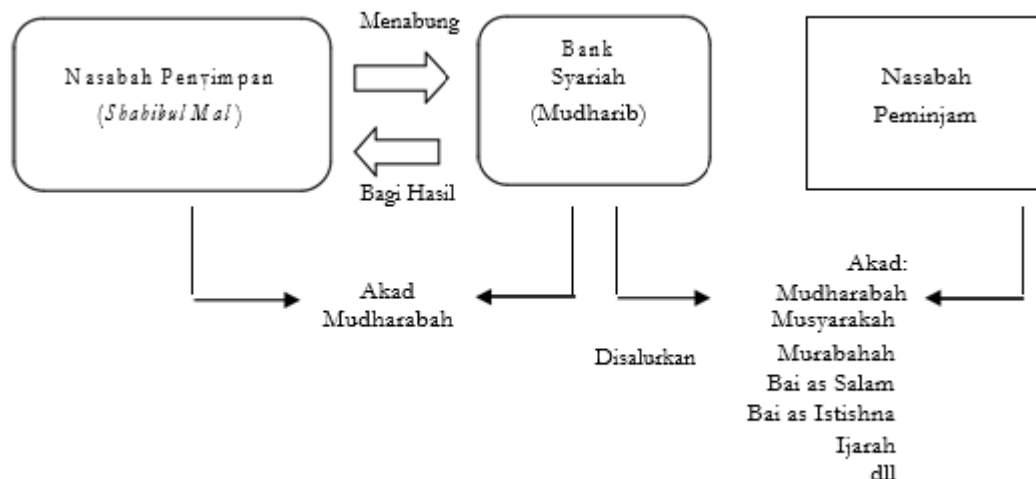 Menabung
Nasabah Penyimpan
(Shahibul Mal)
Bank
Syariah
(Mudharib)
Nasabah
Peminjam
Bagi Hasil
Akad
Mudharabah
Akad:
Mudharabah
Musyarakah
Disalurkan
Murabahah
Bai as Salam
Bai as Istishna
Ijarah
dll